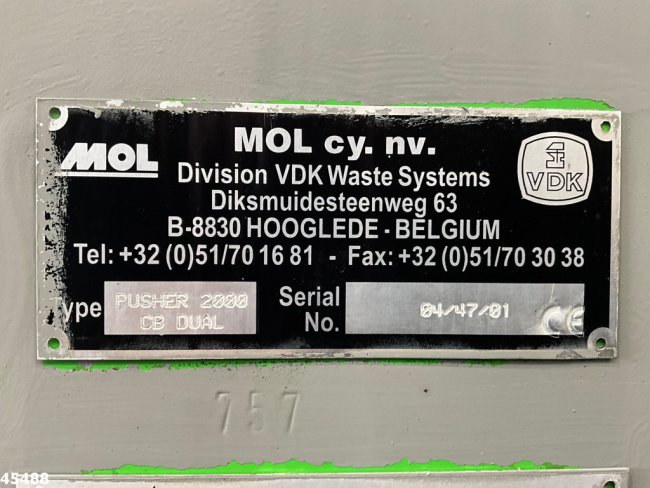 MOL
MOL cy. nv.
Division VDK Waste Systems
Diksmuidesteenweg 63
B-8830 HOOGLEDE - BELGIUM
Tel: +32 (0)51/70 16 81 - Fax: +32 (0)51/70 30 38
VDK
Type PUSHER 2000
CB DUAL
Serial
No. 04/47/01 CE
757
45488